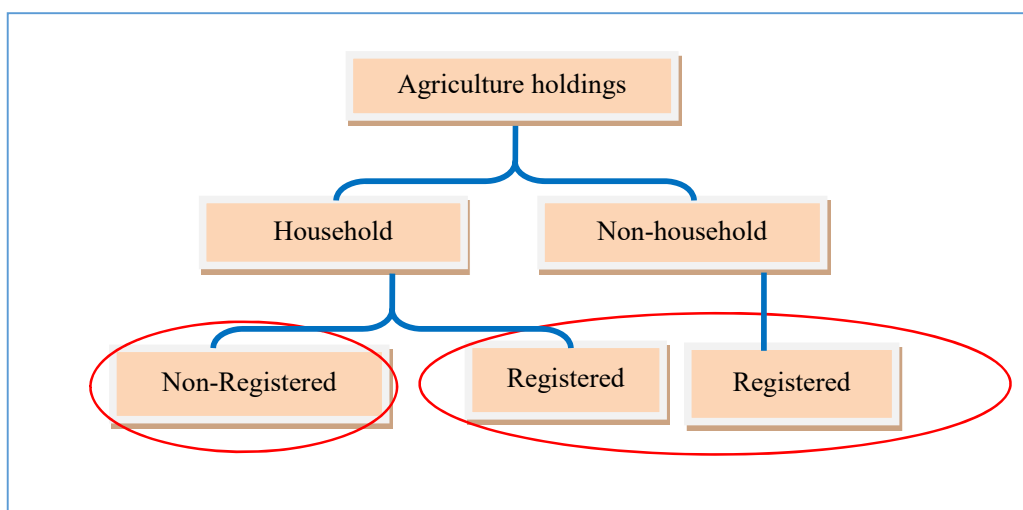 Agriculture holdings
Household
Non-household
Non-Registered
Registered
Registered